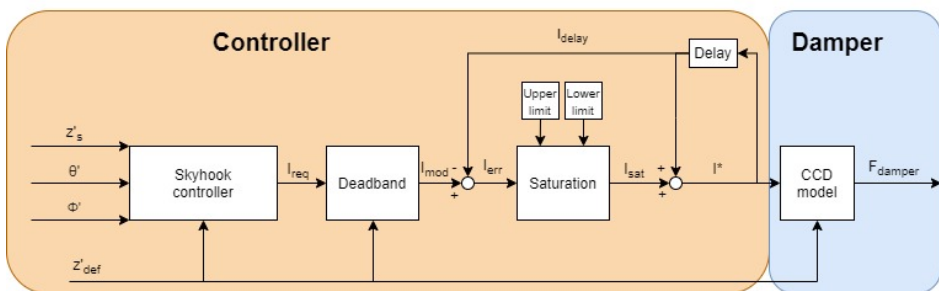 Controller
Damper
I_delay
Delay
Upper
limit
Lower
limit
z'_s
θ'
Φ'
Skyhook
controller
I_req
Deadband
I_mod
-
+
I_err
Saturation
I_sat
+
+
I*
CCD
model
F_damper
z'_def